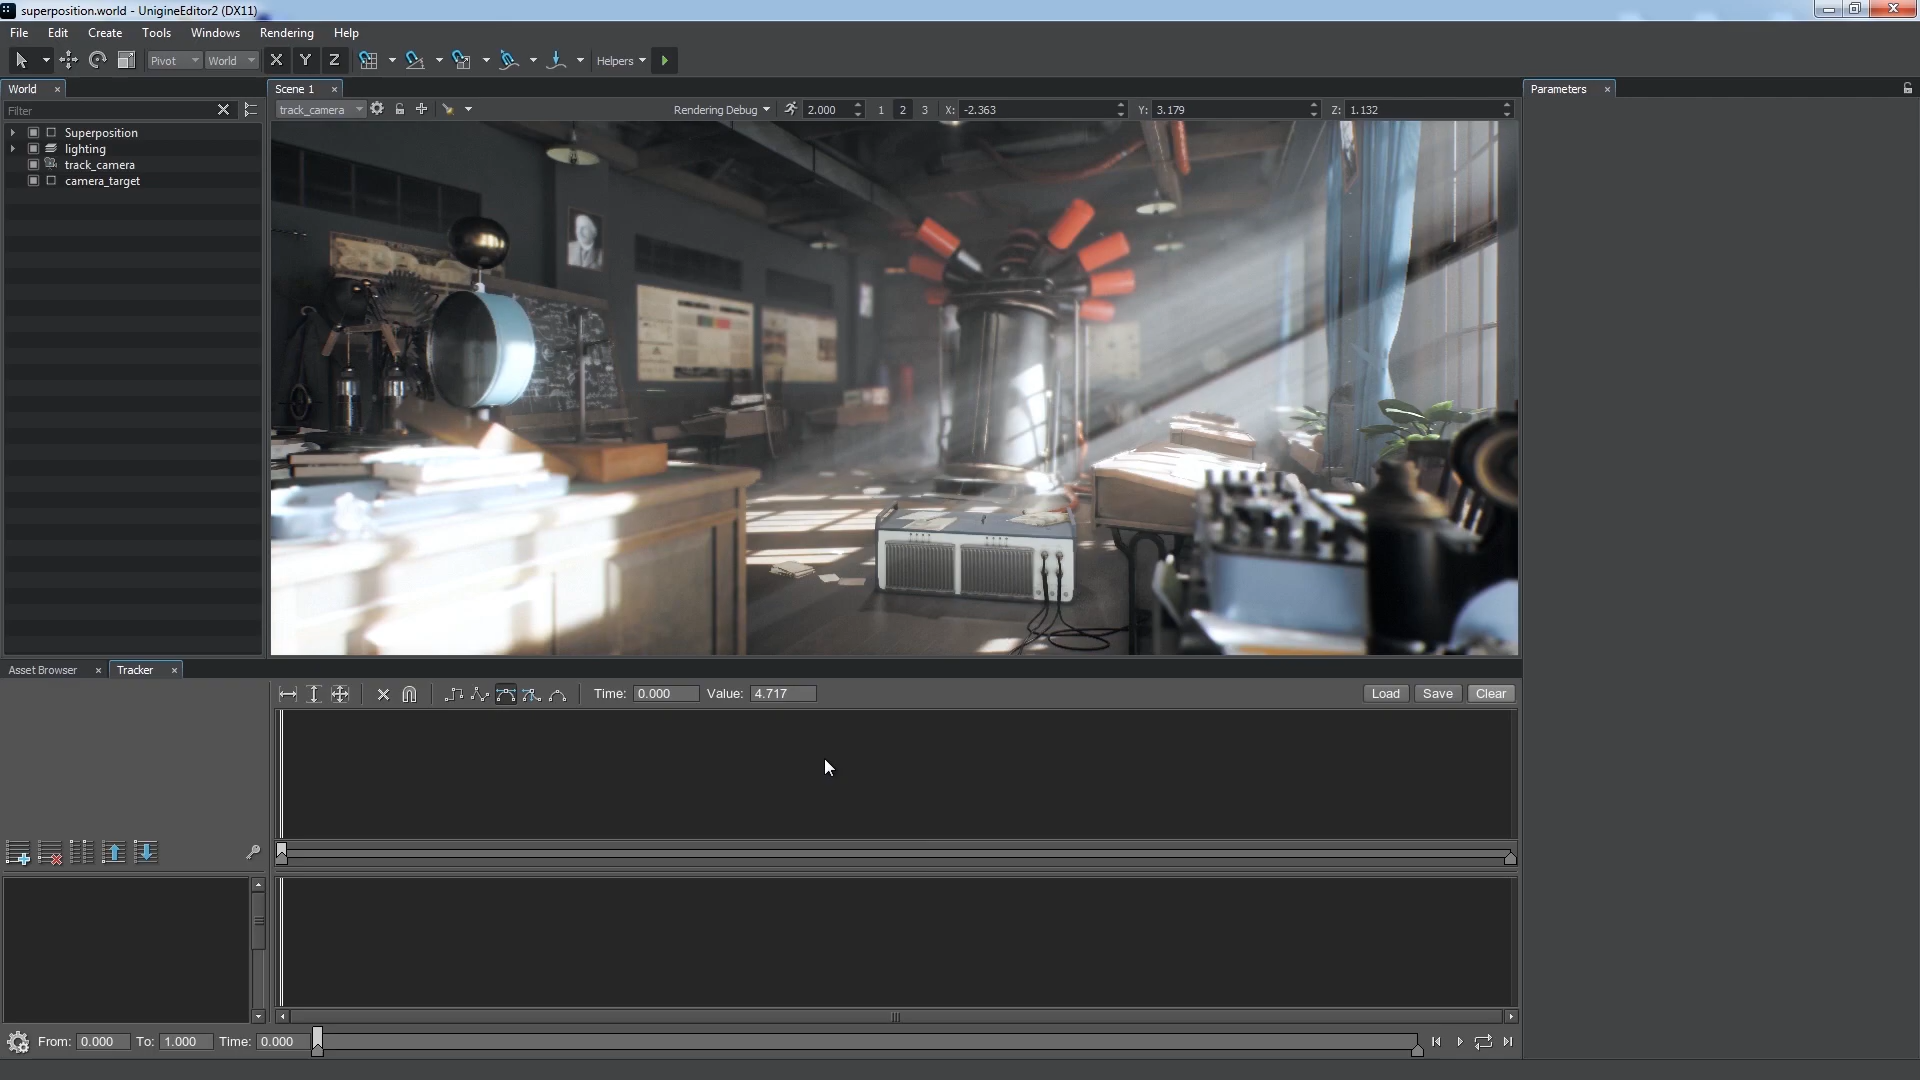 superposition.world - UnigineEditor2 (DX11)
File Edit Create Tools Windows Rendering Help
Pivot World X Y Z Helpers
World Scene 1 Parameters
Filter
track_camera Rendering Debug 2.000 1 2 3 X: -2.363 Y: 3.179 Z: 1.132
Superposition
lighting
track_camera
camera_target
Asset Browser Tracker
Time: 0.000 Value: 4.717 Load Save Clear
From: 0.000 To: 1.000 Time: 0.000